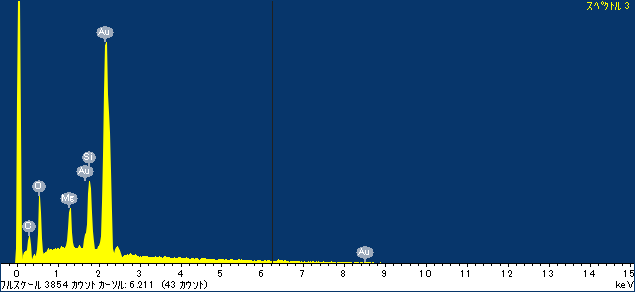 ｽﾍﾟｸﾄﾙ 3
Au
Si
Au
O
Mg
C
Au
0 1 2 3 4 5 6 7 8 9 10 11 12 13 14 15
ﾌﾙｽｹｰﾙ 3854 ｶｳﾝﾄ ｶｰｿﾙ: 6.211 (43 ｶｳﾝﾄ) keV